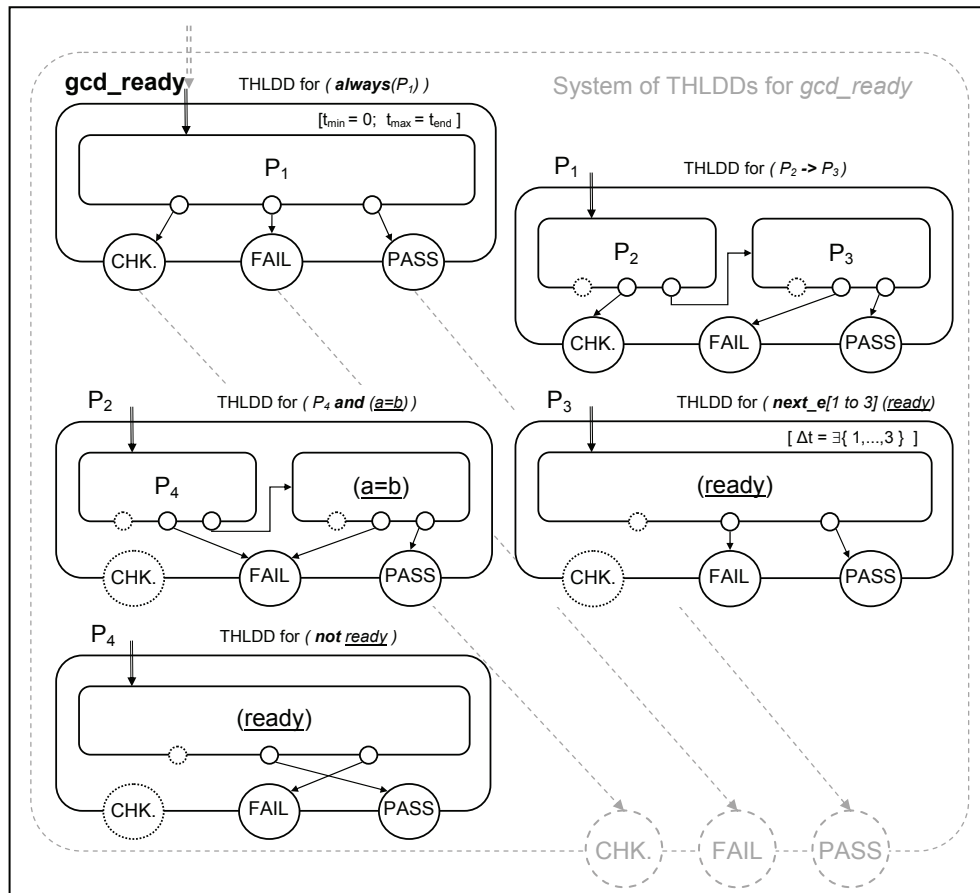 gcd_ready
THLDD for ( always(P1) )
System of THLDDs for gcd_ready
[tmin = 0; tmax = tend ]
P1
CHK.
FAIL
PASS
P1
THLDD for ( P2 -> P3)
P2
P3
CHK.
FAIL
PASS
P2
THLDD for ( P4 and (a=b) )
P4
(a=b)
CHK.
FAIL
PASS
P3
THLDD for ( next_e[1 to 3] (ready)
[ Δt = ∃{ 1,...,3 } ]
(ready)
CHK.
FAIL
PASS
P4
THLDD for ( not ready )
(ready)
CHK.
FAIL
PASS
CHK.
FAIL
PASS